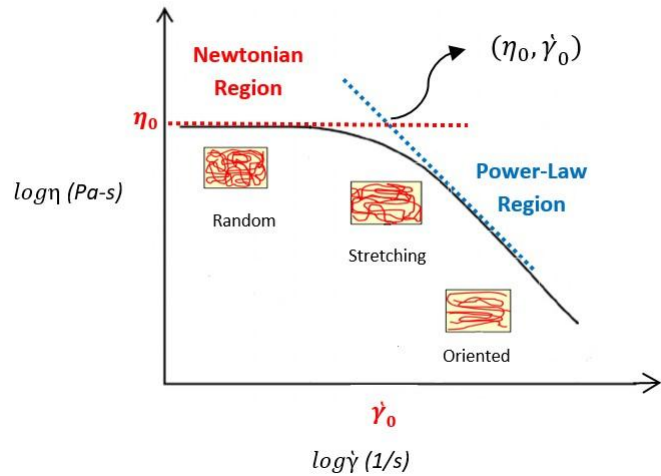 Newtonian
Region
(η₀, γ̇₀)
η₀
logη (Pa-s)
Power-Law
Region
Random
Stretching
Oriented
γ̇₀
logγ̇ (1/s)